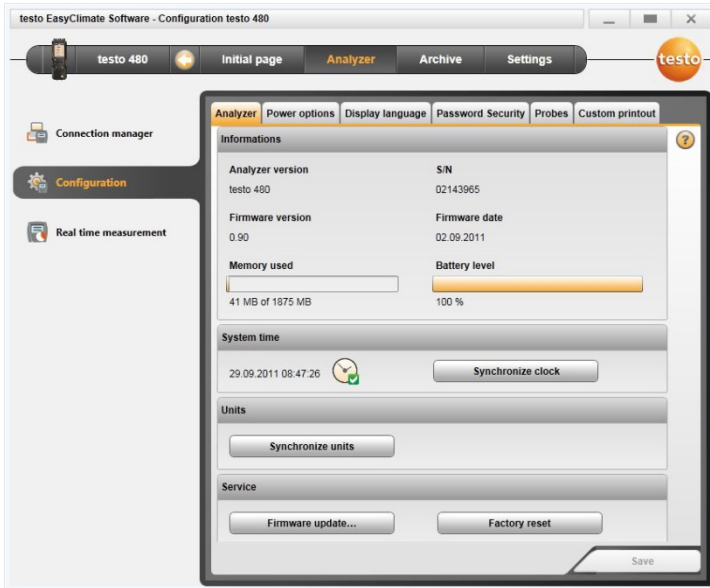 testo EasyClimate Software - Configuration testo 480
testo 480 Initial page Analyzer Archive Settings
testo
Connection manager
Configuration
Real time measurement
Analyzer Power options Display language Password Security Probes Custom printout
Informations
?
Analyzer version S/N
testo 480 02143965
Firmware version Firmware date
0.90 02.09.2011
Memory used Battery level
41 MB of 1875 MB 100 %
System time
29.09.2011 08:47:26 Synchronize clock
Units
Synchronize units
Service
Firmware update... Factory reset
Save